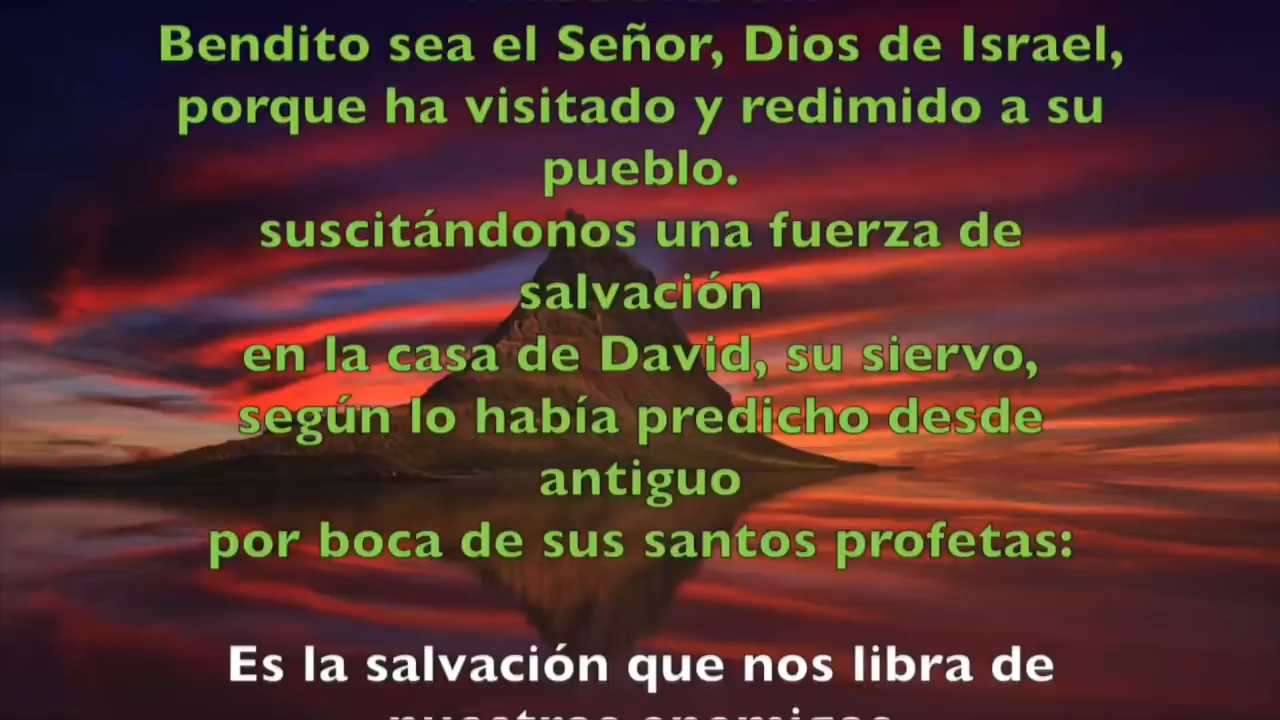 Bendito sea el Señor, Dios de Israel,
porque ha visitado y redimido a su
pueblo.
suscitándonos una fuerza de
salvación
en la casa de David, su siervo,
según lo había predicho desde
antiguo
por boca de sus santos profetas:
Es la salvación que nos libra de